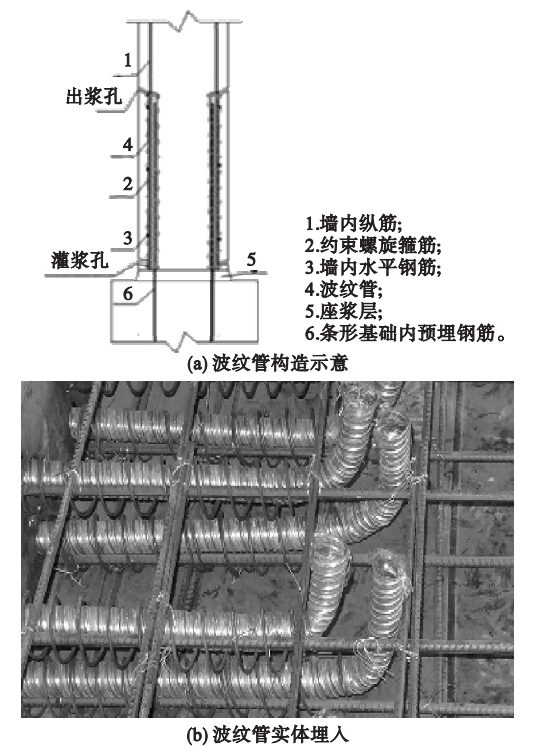 1
出浆孔
4
2
3
灌浆孔
5
6
1.墙内纵筋;
2.约束螺旋箍筋;
3.墙内水平钢筋;
4.波纹管;
5.座浆层;
6.条形基础内预埋钢筋。
(a) 波纹管构造示意
(b) 波纹管实体埋入